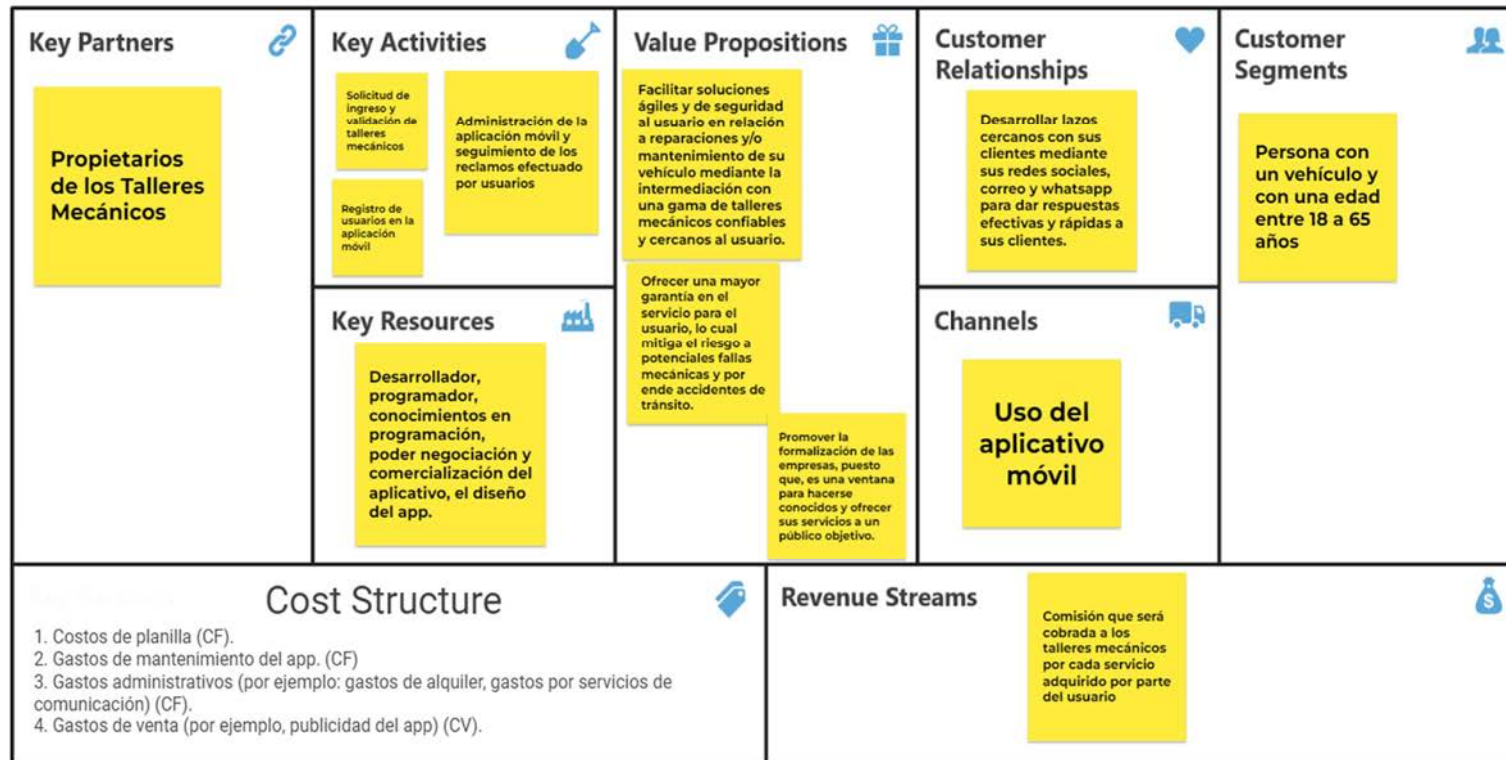 Key Partners
Propietarios
de los Talleres
Mecánicos
Key Activities
Solicitud de
ingreso y
validación de
talleres
mecánicos
Administración de la
aplicación móvil y
seguimiento de los
reclamos efectuado
por usuarios
Registro de
usuarios en la
aplicación
móvil
Key Resources
Desarrollador,
programador,
conocimientos en
programación,
poder negociación y
comercialización del
aplicativo, el diseño
del app.
Value Propositions
Facilitar soluciones
ágiles y de seguridad
al usuario en relación
a reparaciones y/o
mantenimiento de su
vehículo mediante la
intermediación con
una gama de talleres
mecánicos confiables
y cercanos al usuario.
Ofrecer una mayor
garantía en el
servicio para el
usuario, lo cual
mitiga el riesgo a
potenciales fallas
mecánicas y por
ende accidentes de
tránsito.
Promover la
formalización de las
empresas, puesto
que, es una ventana
para hacerse
conocidos y ofrecer
sus servicios a un
público objetivo.
Customer
Relationships
Desarrollar lazos
cercanos con sus
clientes mediante
sus redes sociales,
correo y whatsapp
para dar respuestas
efectivas y rápidas a
sus clientes.
Channels
Uso del
aplicativo
móvil
Customer
Segments
Persona con
un vehículo y
con una edad
entre 18 a 65
años
Cost Structure
1. Costos de planilla (CF).
2. Gastos de mantenimiento del app. (CF)
3. Gastos administrativos (por ejemplo: gastos de alquiler, gastos por servicios de
comunicación) (CF).
4. Gastos de venta (por ejemplo, publicidad del app) (CV).
Revenue Streams
Comisión que será
cobrada a los
talleres mecánicos
por cada servicio
adquirido por parte
del usuario
$